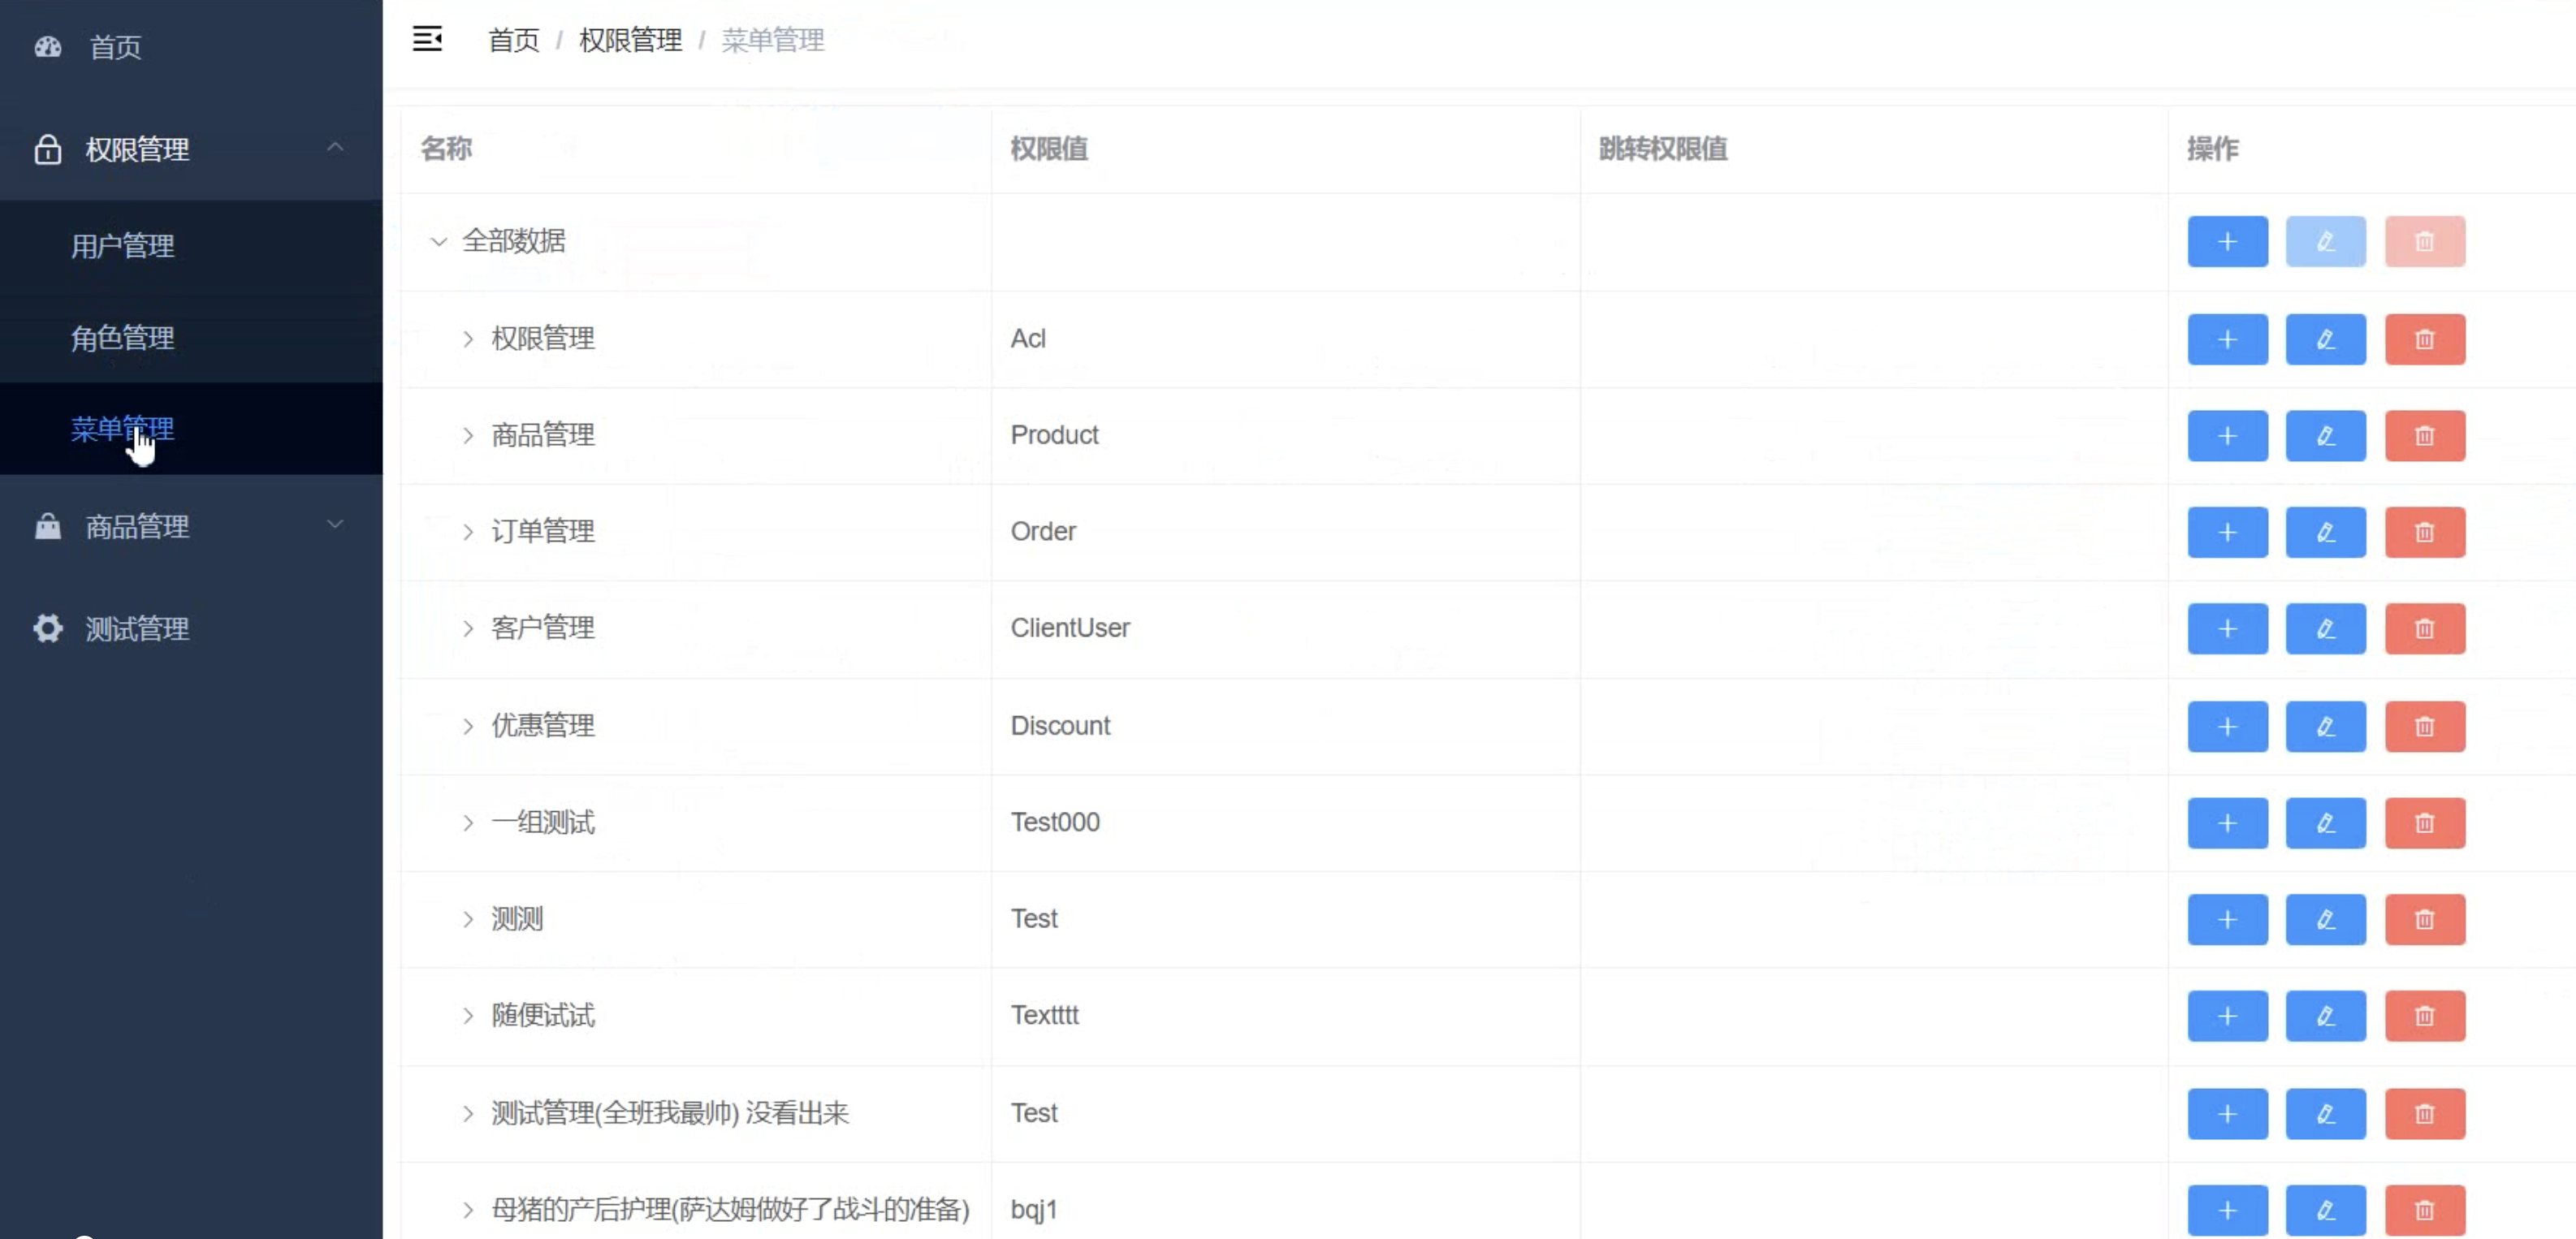 首页
权限管理
用户管理
角色管理
菜单管理
商品管理
测试管理
首页 / 权限管理 / 菜单管理
名称 权限值 跳转权限值 操作
全部数据
权限管理 Acl
商品管理 Product
订单管理 Order
客户管理 ClientUser
优惠管理 Discount
一组测试 Test000
测测 Test
随便试试 Textttt
测试管理(全班我最帅) 没看出来 Test
母猪的产后护理(萨达姆做好了战斗的准备) bqj1